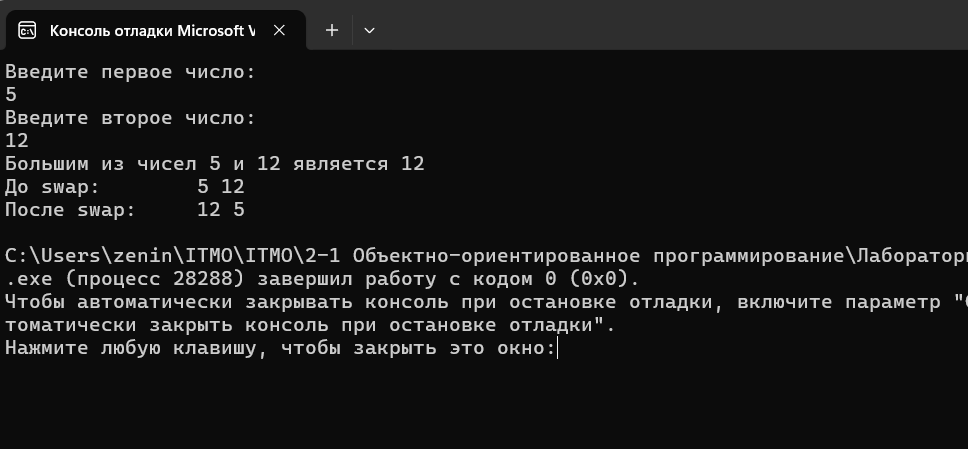 Консоль отладки Microsoft V
Введите первое число:
5
Введите второе число:
12
Большим из чисел 5 и 12 является 12
До swap: 5 12
После swap: 12 5
C:\Users\zenin\ITMO\ITMO\2-1 Объектно-ориентированное программирование\Лаборатор
.exe (процесс 28288) завершил работу с кодом 0 (0x0).
Чтобы автоматически закрывать консоль при остановке отладки, включите параметр "
томатически закрыть консоль при остановке отладки".
Нажмите любую клавишу, чтобы закрыть это окно: